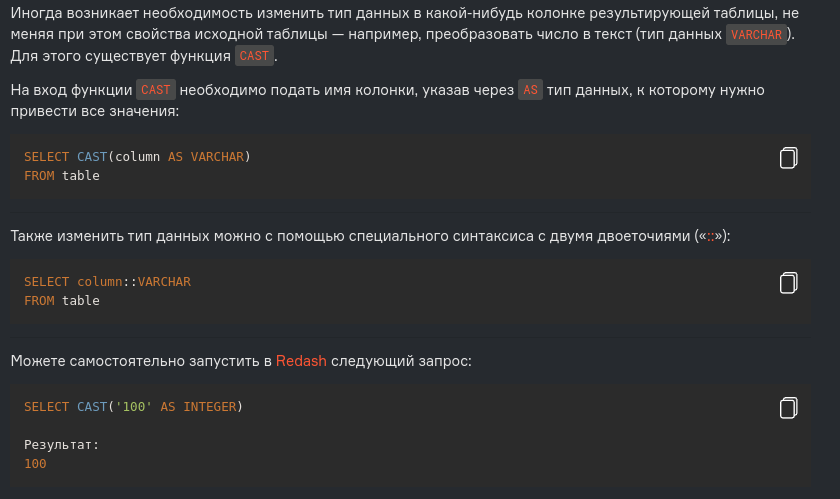 Иногда возникает необходимость изменить тип данных в какой-нибудь колонке результирующей таблицы, не
меняя при этом свойства исходной таблицы — например, преобразовать число в текст (тип данных VARCHAR).
Для этого существует функция CAST.
На вход функции CAST необходимо подать имя колонки, указав через AS тип данных, к которому нужно
привести все значения:
SELECT CAST(column AS VARCHAR)
FROM table
Также изменить тип данных можно с помощью специального синтаксиса с двумя двоеточиями («::»):
SELECT column::VARCHAR
FROM table
Можете самостоятельно запустить в Redash следующий запрос:
SELECT CAST('100' AS INTEGER)
Результат:
100